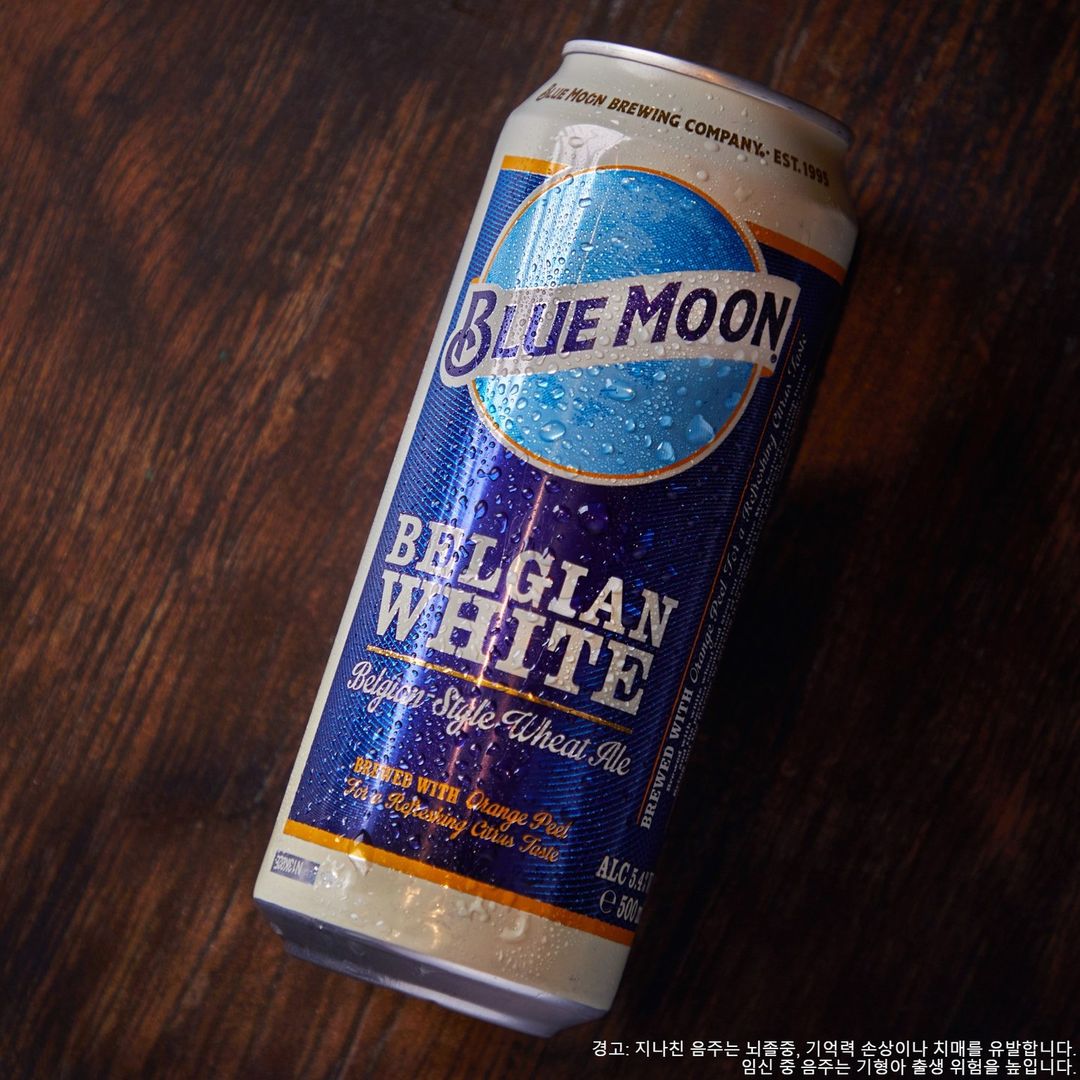 BLUE MOON BREWING COMPANY. EST. 1995
BLUE MOON
BELGIAN
WHITE
Belgian-Style Wheat Ale
BREWED WITH Orange Peel
For a Refreshing Citrus Taste
BREWED WITH Orange Peel For a Refreshing Citrus Taste
ALC 5.4
e 500
경고: 지나친 음주는 뇌졸중, 기억력 손상이나 치매를 유발합니다.
임신 중 음주는 기형아 출생 위험을 높입니다.